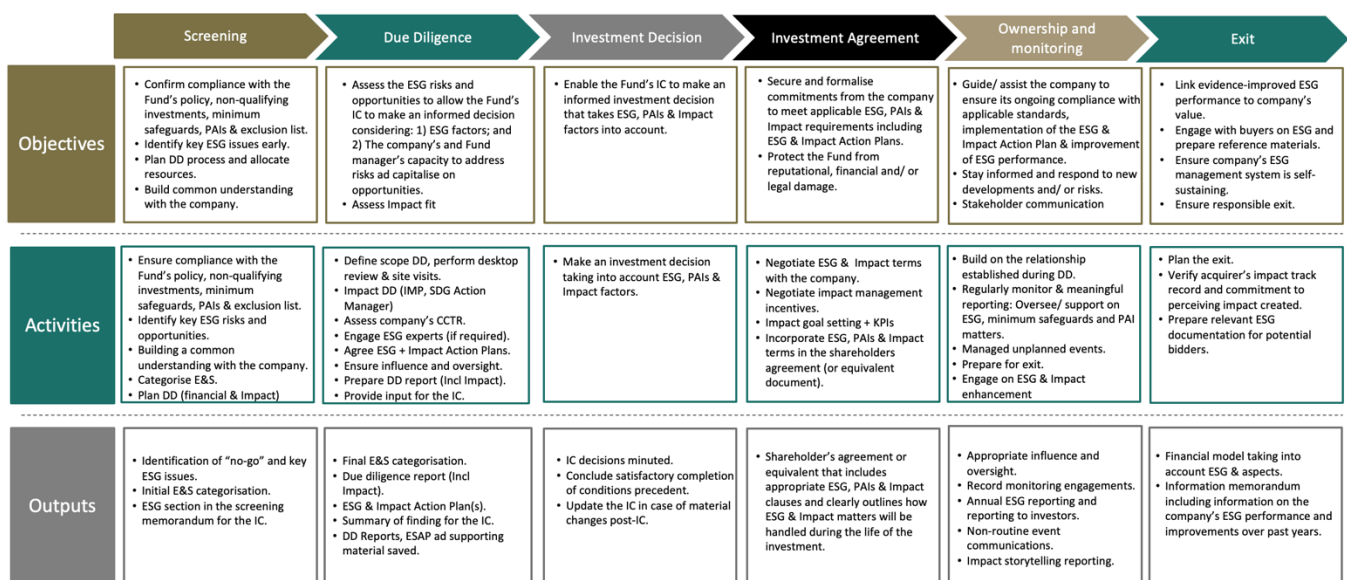 Screening
Due Diligence
Investment Decision
Investment Agreement
Ownership and
monitoring
Exit
Objectives
• Confirm compliance with the
Fund's policy, non-qualifying
investments, minimum
safeguards, PAIs & exclusion list.
• Identify key ESG issues early.
• Plan DD process and allocate
resources.
• Build common understanding
with the company.
• Assess the ESG risks and
opportunities to allow the Fund's
IC to make an informed decision
considering: 1) ESG factors; and
2) The company's and Fund
manager's capacity to address
risks ad capitalise on
opportunities.
• Assess Impact fit
• Enable the Fund's IC to make an
informed investment decision
that takes ESG, PAIs & Impact
factors into account.
• Secure and formalise
commitments from the company
to meet applicable ESG, PAIs &
Impact requirements including
ESG & Impact Action Plans.
• Protect the Fund from
reputational, financial and/ or
legal damage.
• Guide/ assist the company to
ensure its ongoing compliance with
applicable standards,
implementation of the ESG &
Impact Action Plan & improvement
of ESG performance.
• Stay informed and respond to new
developments and/ or risks.
• Stakeholder communication
• Link evidence-improved ESG
performance to company's
value.
• Engage with buyers on ESG and
prepare reference materials.
• Ensure company's ESG
management system is self-
sustaining.
• Ensure responsible exit.
Activities
• Ensure compliance with the
Fund's policy, non-qualifying
investments, minimum
safeguards, PAIs & exclusion list.
• Identify key ESG risks and
opportunities.
• Building a common
understanding with the company.
• Categorise E&S.
• Plan DD (financial & Impact)
• Define scope DD, perform desktop
review & site visits.
• Impact DD (IMP, SDG Action
Manager)
• Assess company's CCTR.
• Engage ESG experts (if required).
• Agree ESG + Impact Action Plans.
• Ensure influence and oversight.
• Prepare DD report (Incl Impact).
• Provide input for the IC.
• Make an investment decision
taking into account ESG, PAIs &
Impact factors.
• Negotiate ESG & Impact terms
with the company.
• Negotiate impact management
incentives.
• Impact goal setting + KPIs
• Incorporate ESG, PAIs & Impact
terms in the shareholders
agreement (or equivalent
document).
• Build on the relationship
established during DD.
• Regularly monitor & meaningful
reporting: Oversee/ support on
ESG, minimum safeguards and PAI
matters.
• Managed unplanned events.
• Prepare for exit.
• Engage on ESG & Impact
enhancement
• Plan the exit.
• Verify acquirer's impact track
record and commitment to
perceiving impact created.
• Prepare relevant ESG
documentation for potential
bidders.
Outputs
• Identification of "no-go" and key
ESG issues.
• Initial E&S categorisation.
• ESG section in the screening
memorandum for the IC.
• Final E&S categorisation.
• Due diligence report (Incl
Impact).
• ESG & Impact Action Plan(s).
• Summary of finding for the IC.
• DD Reports, ESAP ad supporting
material saved.
• IC decisions minuted.
• Conclude satisfactory completion
of conditions precedent.
• Update the IC in case of material
changes post-IC.
• Shareholder's agreement or
equivalent that includes
appropriate ESG, PAIs & Impact
clauses and clearly outlines how
ESG & Impact matters will be
handled during the life of the
investment.
• Appropriate influence and
oversight.
• Record monitoring engagements.
• Annual ESG reporting and
reporting to investors.
• Non-routine event
communications.
• Impact storytelling reporting.
• Financial model taking into
account ESG & aspects.
• Information memorandum
including information on the
company's ESG performance and
improvements over past years.